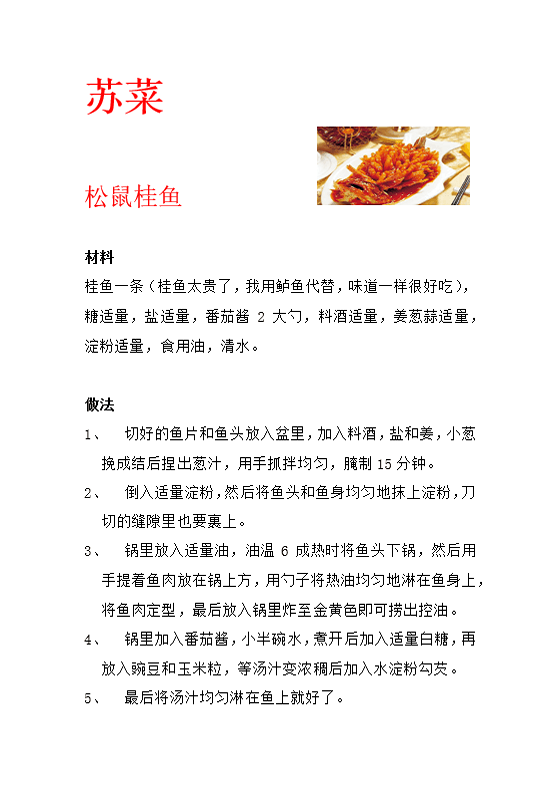 苏菜
松鼠桂鱼
材料
桂鱼一条（桂鱼太贵了，我用鲈鱼代替，味道一样很好吃），
糖适量，盐适量，番茄酱 2 大勺，料酒适量，姜葱蒜适量，
淀粉适量，食用油，清水。
做法
1、 切好的鱼片和鱼头放入盆里，加入料酒，盐和姜，小葱
挽成结后捏出葱汁，用手抓拌均匀，腌制 15 分钟。
2、 倒入适量淀粉，然后将鱼头和鱼身均匀地抹上淀粉，刀
切的缝隙里也要裹上。
3、 锅里放入适量油，油温 6 成热时将鱼头下锅，然后用
手提着鱼肉放在锅上方，用勺子将热油均匀地淋在鱼身上，
将鱼肉定型，最后放入锅里炸至金黄色即可捞出控油。
4、 锅里加入番茄酱，小半碗水，煮开后加入适量白糖，再
放入豌豆和玉米粒，等汤汁变浓稠后加入水淀粉勾芡。
5、 最后将汤汁均匀淋在鱼上就好了。